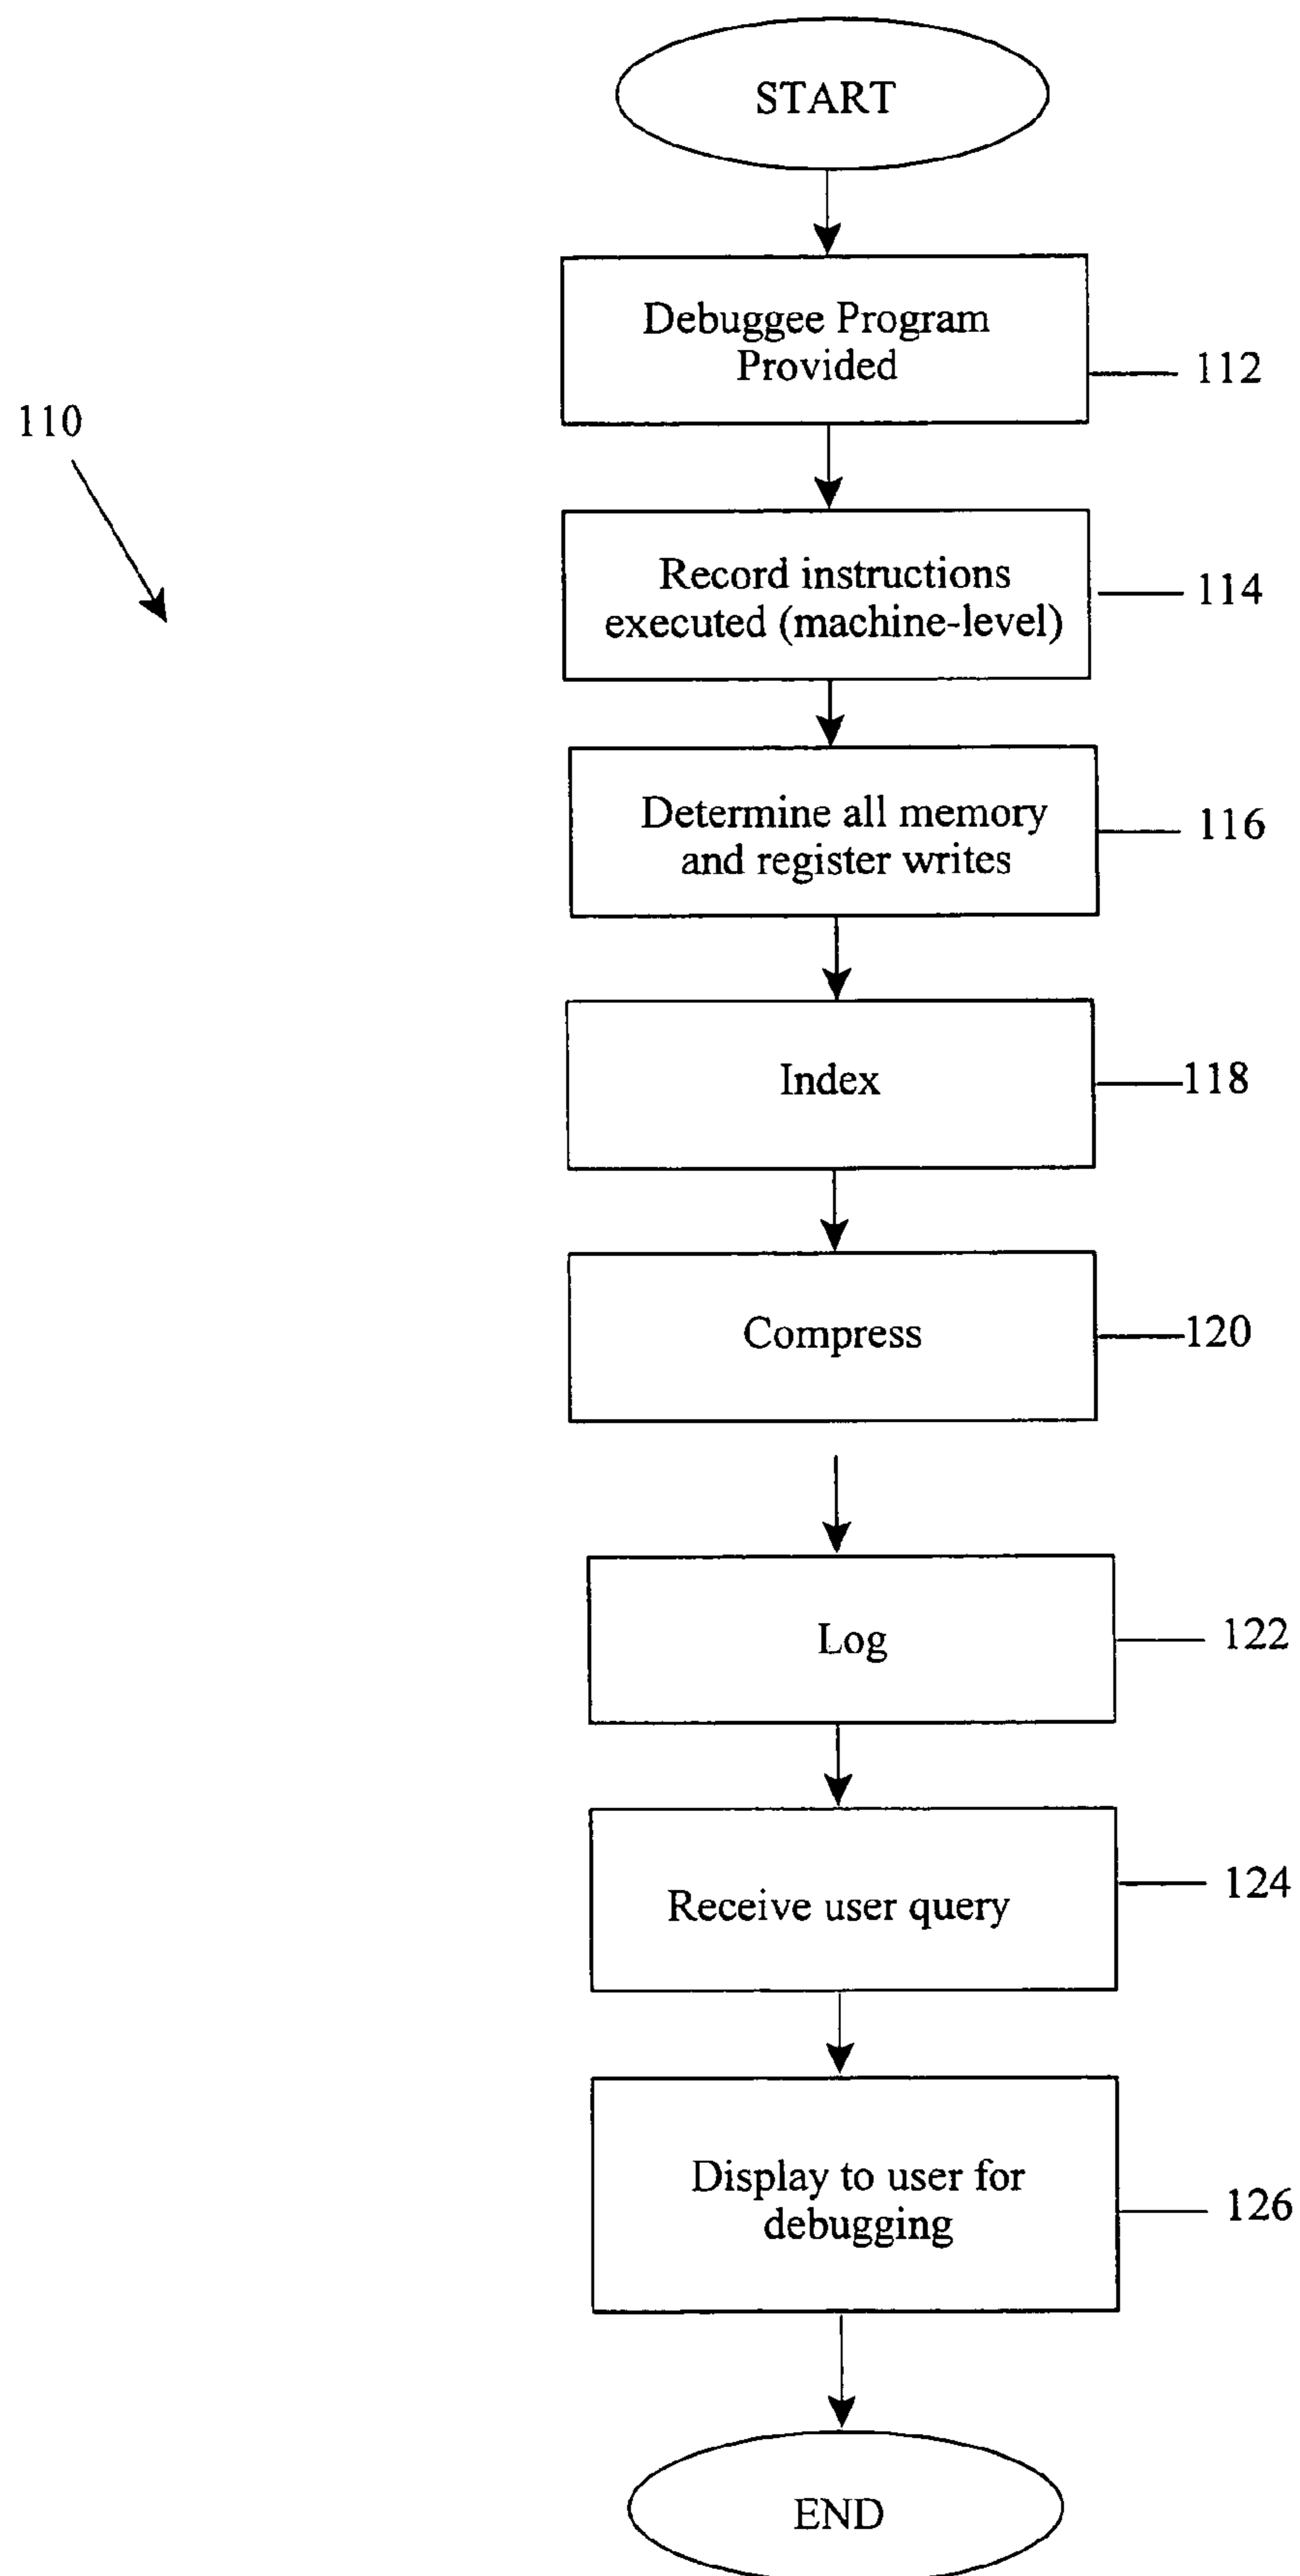 START
Debuggee Program
Provided
112
110
Record instructions
executed (machine-level)
114
Determine all memory
and register writes
116
Index
118
Compress
120
Log
122
Receive user query
124
Display to user for
debugging
126
END